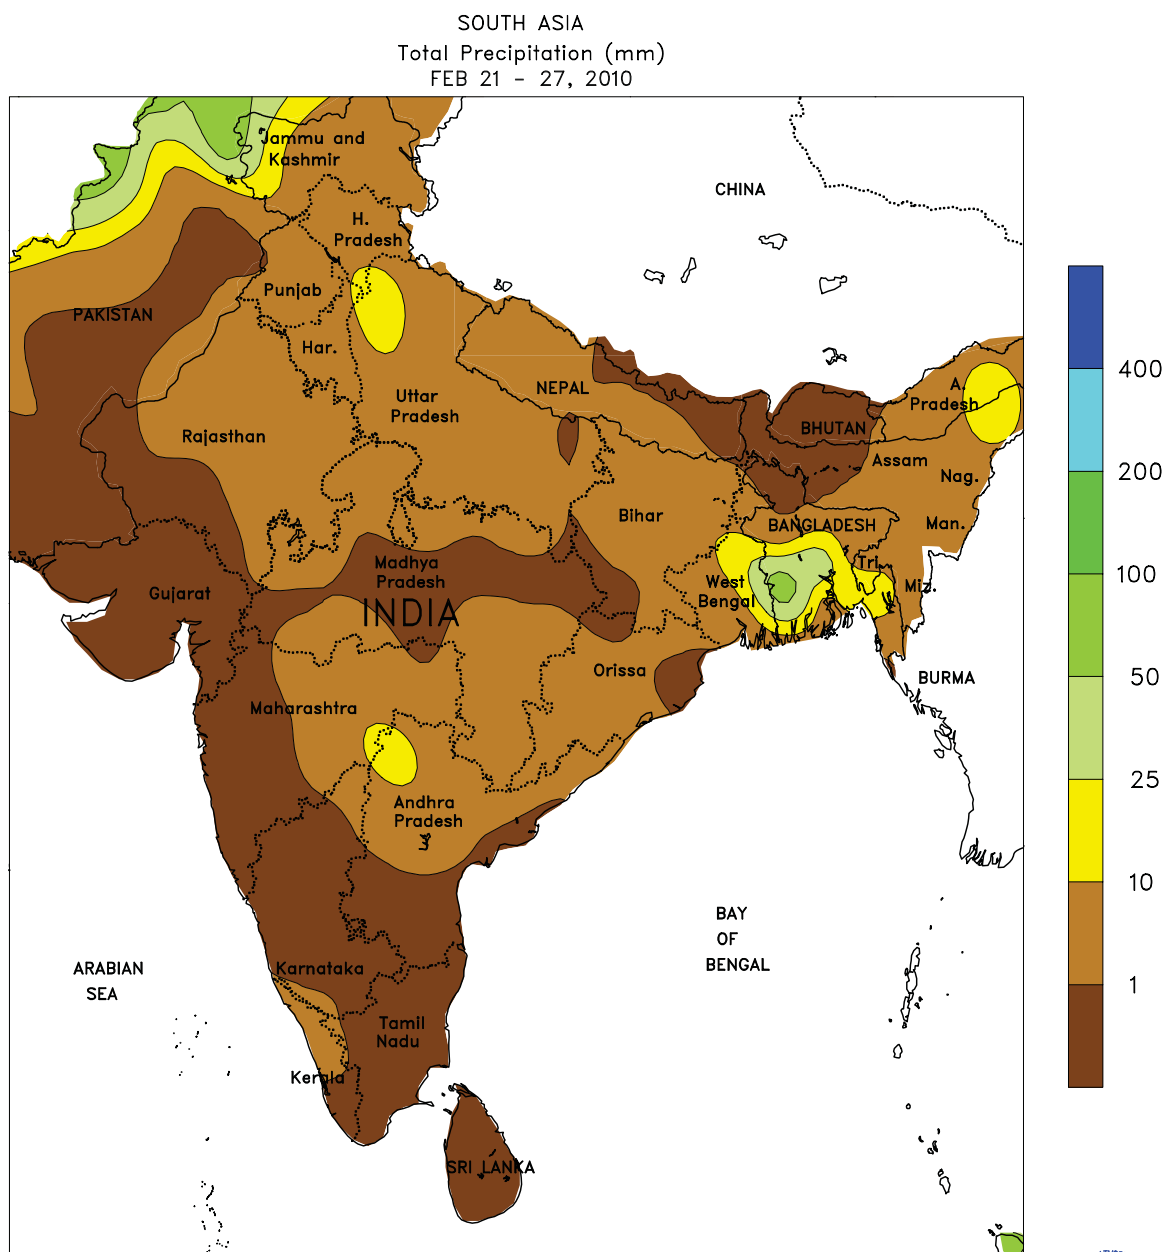 SOUTH ASIA
Total Precipitation (mm)
FEB 21 - 27, 2010
Jammu and
Kashmir
CHINA
H.
Pradesh
Punjab
PAKISTAN
Har.
NEPAL
A.
Pradesh
Uttar
Pradesh
BHUTAN
Rajasthan
Assam
Nag.
Bihar
BANGLADESH
Man.
Madhya
Pradesh
Tri.
West
Bengal
Miz.
Gujarat
INDIA
Orissa
BURMA
Maharashtra
Andhra
Pradesh
BAY
OF
BENGAL
ARABIAN
SEA
Karnataka
Tamil
Nadu
Kerala
SRI LANKA
400
200
100
50
25
10
1